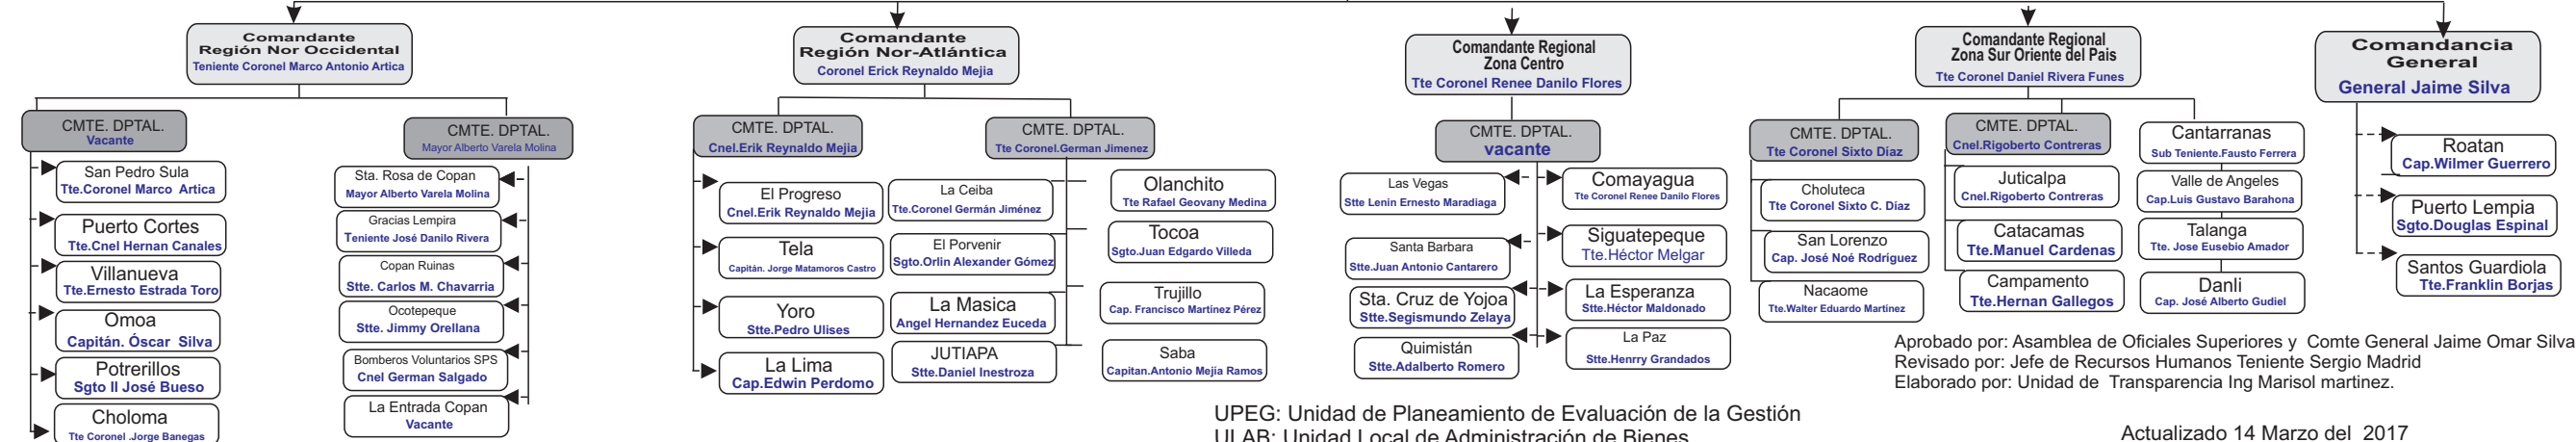 Comandante
Región Nor Occidental
Teniente Coronel Marco Antonio Artica
CMTE. DPTAL.
Vacante
San Pedro Sula
Tte.Coronel Marco Artica
Puerto Cortes
Tte.Cnel Hernan Canales
Villanueva
Tte.Ernesto Estrada Toro
Omoa
Capitán. Óscar Silva
Potrerillos
Sgto II José Bueso
Choloma
Tte Coronel .Jorge Banegas
CMTE. DPTAL.
Mayor Alberto Varela Molina
Sta. Rosa de Copan
Mayor Alberto Varela Molina
Gracias Lempira
Teniente José Danilo Rivera
Copan Ruinas
Stte. Carlos M. Chavarria
Ocotepeque
Stte. Jimmy Orellana
Bomberos Voluntarios SPS
Cnel German Salgado
La Entrada Copan
Vacante
Comandante
Región Nor-Atlántica
Coronel Erick Reynaldo Mejia
CMTE. DPTAL.
Cnel.Erik Reynaldo Mejia
El Progreso
Cnel.Erik Reynaldo Mejia
Tela
Capitán. Jorge Matamoros Castro
Yoro
Stte.Pedro Ulises
La Lima
Cap.Edwin Perdomo
CMTE. DPTAL.
Tte Coronel.German Jimenez
La Ceiba
Tte.Coronel Germán Jiménez
El Porvenir
Sgto.Orlin Alexander Gómez
La Masica
Angel Hernandez Euceda
JUTIAPA
Stte.Daniel Inestroza
Olanchito
Tte Rafael Geovany Medina
Tocoa
Sgto.Juan Edgardo Villeda
Trujillo
Cap. Francisco Martinez Pérez
Saba
Capitan.Antonio Mejía Ramos
Comandante Regional
Zona Centro
Tte Coronel Renee Danilo Flores
CMTE. DPTAL.
vacante
Las Vegas
Stte Lenin Ernesto Maradiaga
Santa Barbara
Stte.Juan Antonio Cantarero
Sta. Cruz de Yojoa
Stte.Segismundo Zelaya
Quimistán
Stte.Adalberto Romero
Comayagua
Tte Coronel Renee Danilo Flores
Siguatepeque
Tte.Héctor Melgar
La Esperanza
Stte.Héctor Maldonado
La Paz
Stte.Henrry Grandados
Comandante Regional
Zona Sur Oriente del Pais
Tte Coronel Daniel Rivera Funes
CMTE. DPTAL.
Tte Coronel Sixto Díaz
Choluteca
Tte Coronel Sixto C. Díaz
San Lorenzo
Cap. José Noé Rodríguez
Nacaome
Tte.Walter Eduardo Martinez
CMTE. DPTAL.
Cnel.Rigoberto Contreras
Juticalpa
Cnel.Rigoberto Contreras
Catacamas
Tte.Manuel Cardenas
Campamento
Tte.Hernan Gallegos
Cantarranas
Sub Teniente.Fausto Ferrera
Valle de Angeles
Cap.Luis Gustavo Barahona
Talanga
Tte. Jose Eusebio Amador
Danli
Cap. José Alberto Gudiel
Comandancia
General
General Jaime Silva
Roatan
Cap.Wilmer Guerrero
Puerto Lempia
Sgto.Douglas Espinal
Santos Guardiola
Tte.Franklin Borjas
Aprobado por: Asamblea de Oficiales Superiores y Comte General Jaime Omar Silva
Revisado por: Jefe de Recursos Humanos Teniente Sergio Madrid
Elaborado por: Unidad de Transparencia Ing Marisol martinez.
UPEG: Unidad de Planeamiento de Evaluación de la Gestión
ULAB: Unidad Local de Administración de Bienes
Actualizado 14 Marzo del 2017